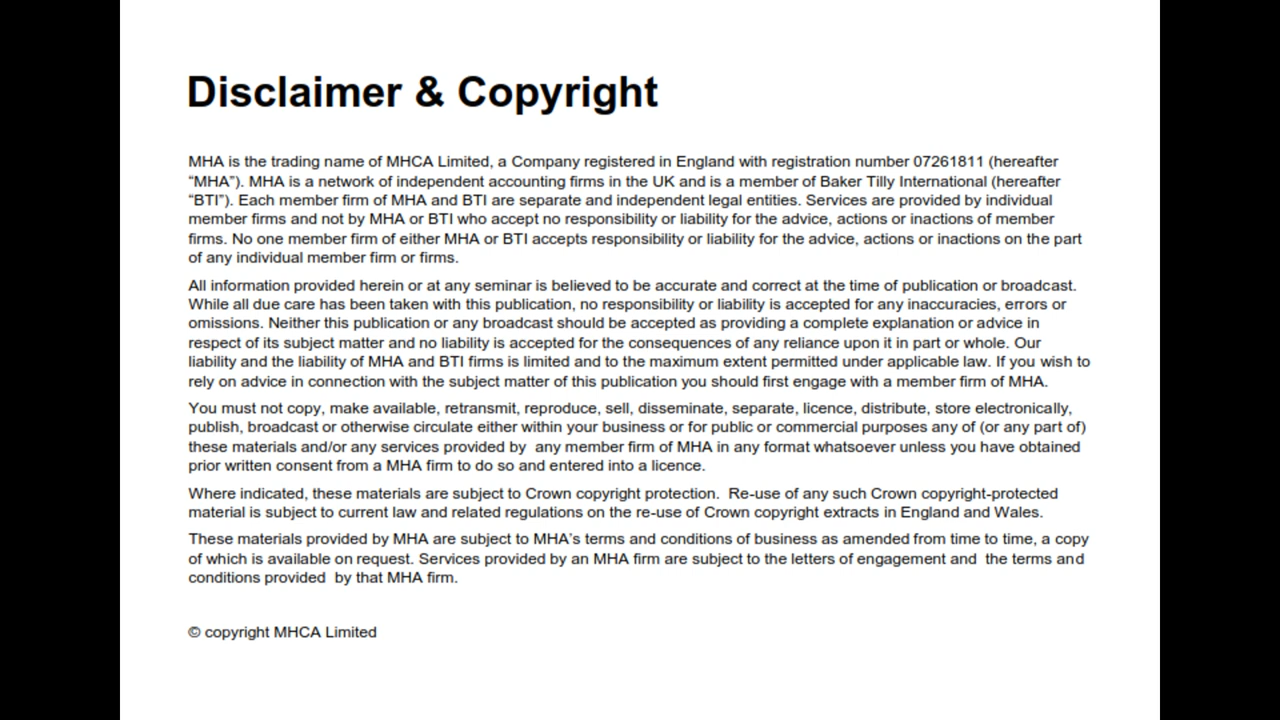 Disclaimer & Copyright
MHA is the trading name of MHCA Limited, a Company registered in England with registration number 07261811 (hereafter
“MHA”). MHA is a network of independent accounting firms in the UK and is a member of Baker Tilly International (hereafter
“BTI”). Each member firm of MHA and BTI are separate and independent legal entities. Services are provided by individual
member firms and not by MHA or BTI who accept no responsibility or liability for the advice, actions or inactions of member
firms. No one member firm of either MHA or BTI accepts responsibility or liability for the advice, actions or inactions on the part
of any individual member firm or firms.
All information provided herein or at any seminar is believed to be accurate and correct at the time of publication or broadcast.
While all due care has been taken with this publication, no responsibility or liability is accepted for any inaccuracies, errors or
omissions. Neither this publication or any broadcast should be accepted as providing a complete explanation or advice in
respect of its subject matter and no liability is accepted for the consequences of any reliance upon it in part or whole. Our
liability and the liability of MHA and BTI firms is limited and to the maximum extent permitted under applicable law. If you wish to
rely on advice in connection with the subject matter of this publication you should first engage with a member firm of MHA.
You must not copy, make available, retransmit, reproduce, sell, disseminate, separate, licence, distribute, store electronically,
publish, broadcast or otherwise circulate either within your business or for public or commercial purposes any of (or any part of)
these materials and/or any services provided by  any member firm of MHA in any format whatsoever unless you have obtained
prior written consent from a MHA firm to do so and entered into a licence.
Where indicated, these materials are subject to Crown copyright protection.  Re-use of any such Crown copyright-protected
material is subject to current law and related regulations on the re-use of Crown copyright extracts in England and Wales.
These materials provided by MHA are subject to MHA’s terms and conditions of business as amended from time to time, a copy
of which is available on request. Services provided by an MHA firm are subject to the letters of engagement and  the terms and
conditions provided  by that MHA firm.
© copyright MHCA Limited